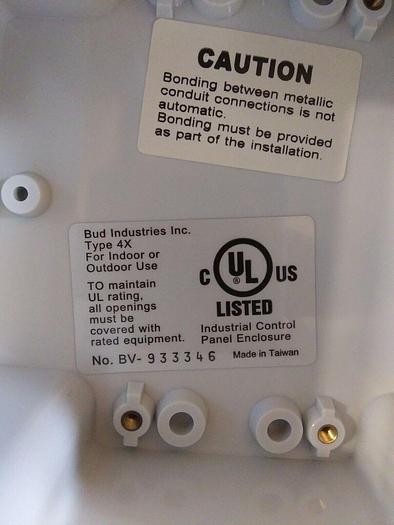 CAUTION
Bonding between metallic
conduit connections is not
automatic.
Bonding must be provided
as part of the installation.
Bud Industries Inc.
Type 4X
For Indoor or
Outdoor Use
TO maintain
UL rating,
all openings
must be
covered with
rated equipment.
No. BV- 933346
C UL ® US
LISTED
Industrial Control
Panel Enclosure
Made in Taiwan